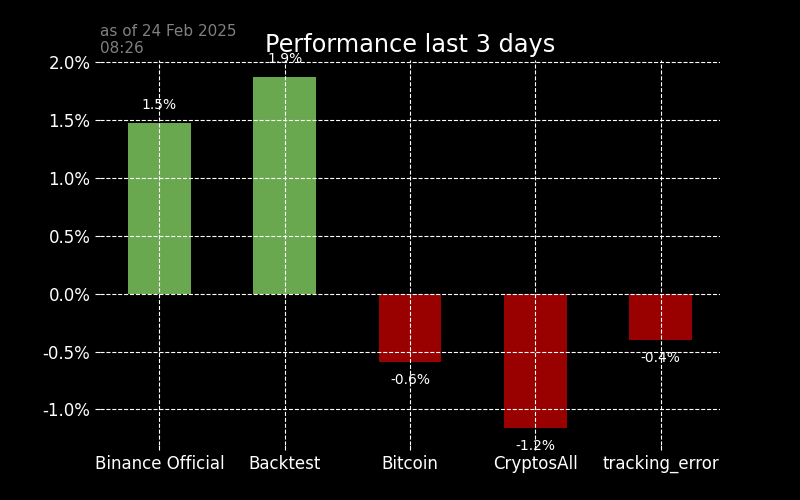 as of 24 Feb 2025
08:26
Performance last 3 days
2.0%
1.5%
1.0%
0.5%
0.0%
-0.5%
-1.0%
1.5%
1.9%
-0.6%
-1.2%
-0.4%
Binance Official
Backtest
Bitcoin
CryptosAll
tracking_error